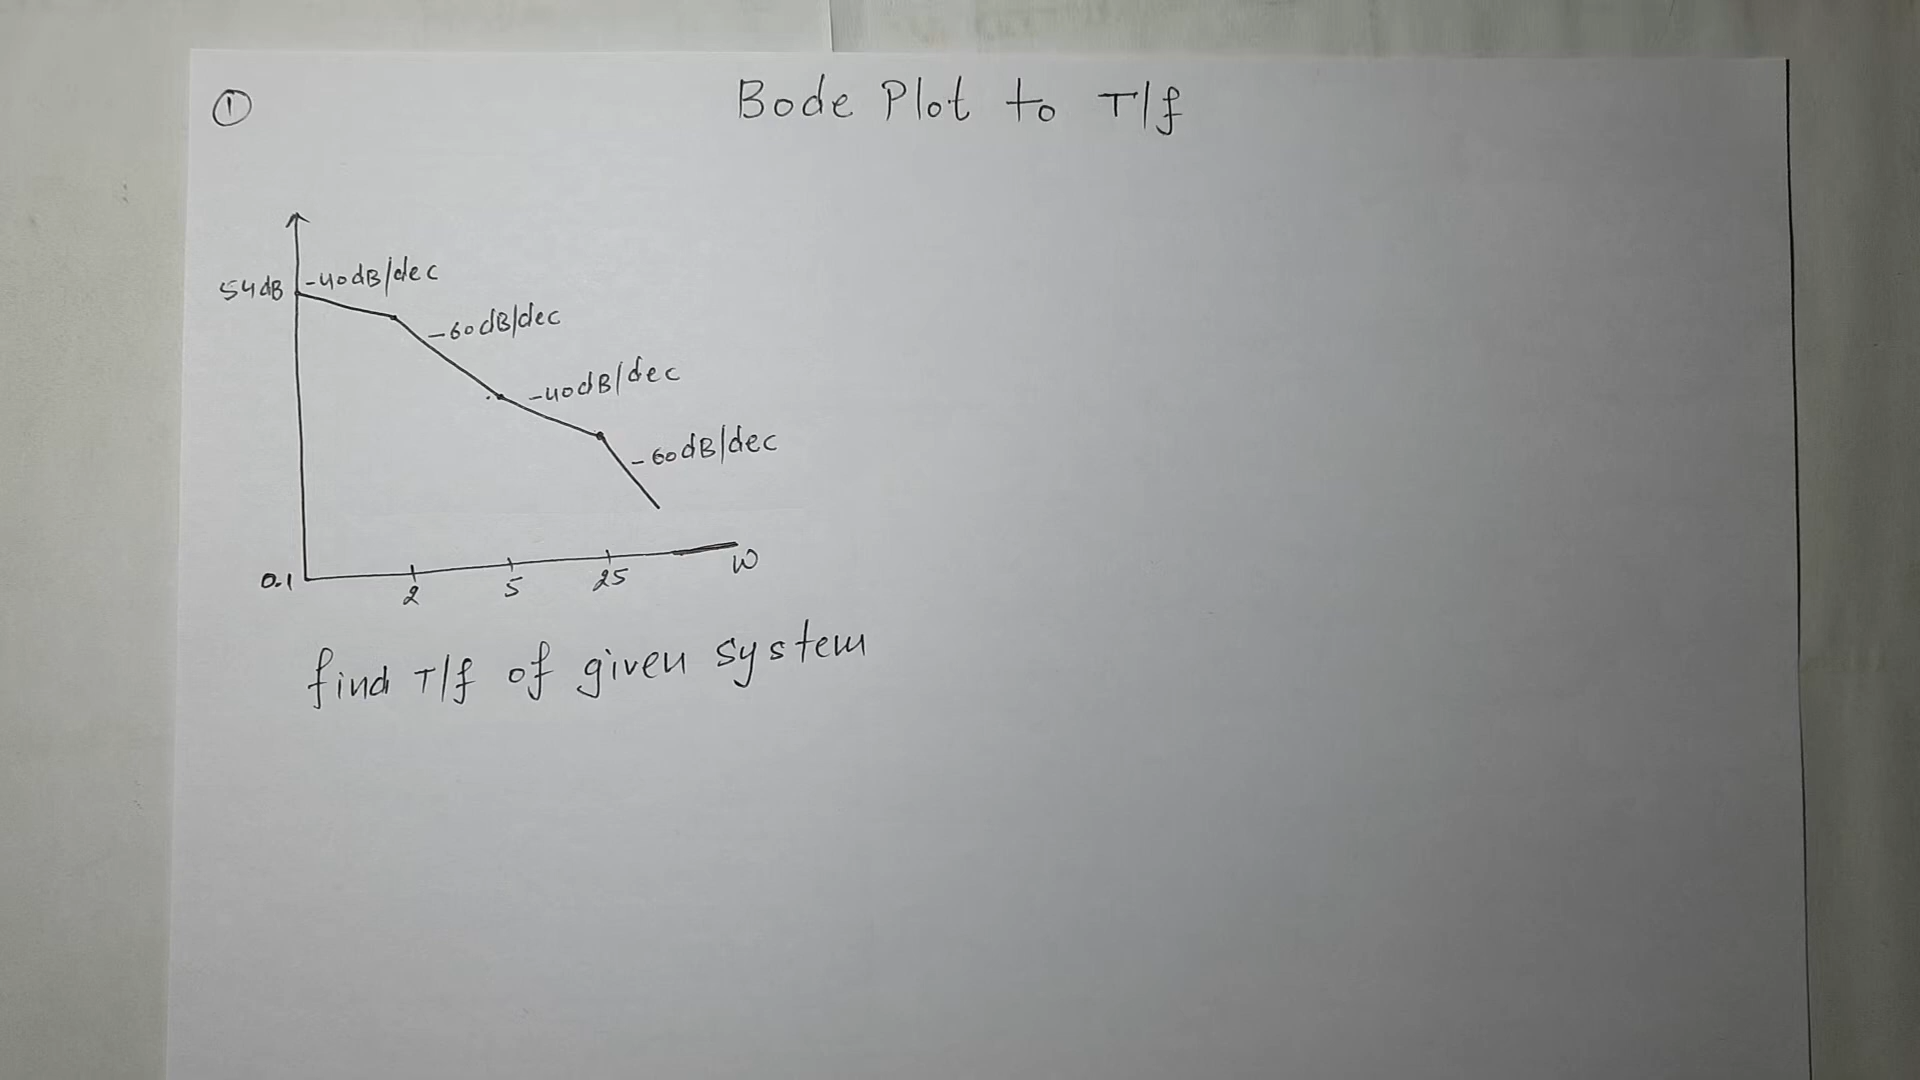 ① Bode Plot to T/f
-40dB/dec
54dB
-60dB/dec
-40dB/dec
-60dB/dec
0.1
2 5 25 W
find T/f of given system